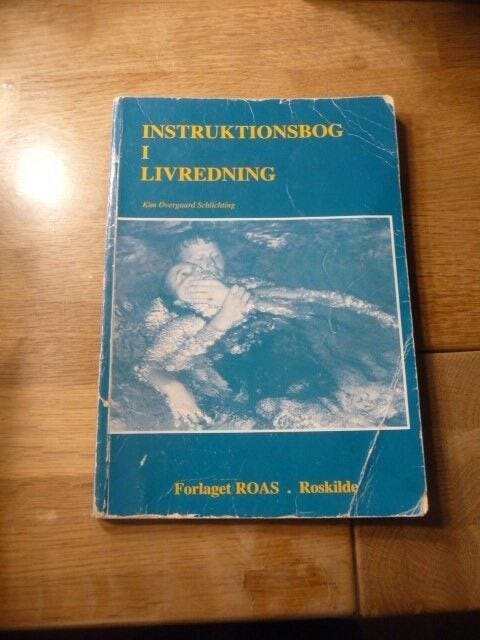 INSTRUKTIONSBOG
I
LIVREDNING
Kim Overgaard Schlichting
Forlaget ROAS . Roskilde